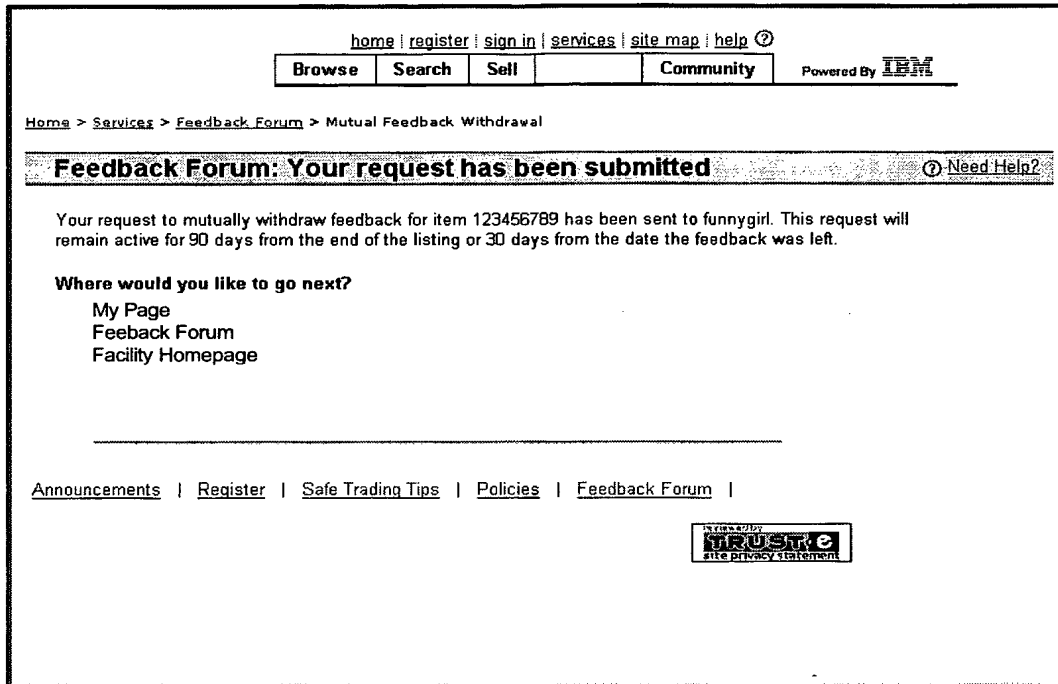 home | register | sign in | services | site map | help ?
Browse Search Sell Community Powered By IBM
Home > Services > Feedback Forum > Mutual Feedback Withdrawal
Feedback Forum: Your request has been submitted ? Need Help?
Your request to mutually withdraw feedback for item 123456789 has been sent to funnygirl. This request will
remain active for 90 days from the end of the listing or 30 days from the date the feedback was left.
Where would you like to go next?
My Page
Feeback Forum
Facility Homepage
Announcements | Register | Safe Trading Tips | Policies | Feedback Forum |
reviewed by
TRUST e
site privacy statement